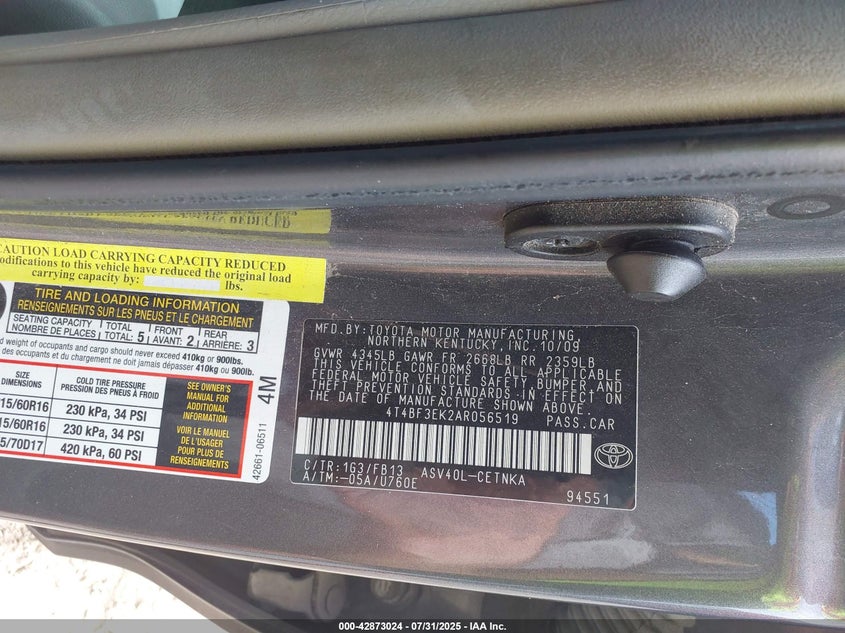 REDUCED
CAUTION LOAD CARRYING CAPACITY REDUCED
odifications to this vehicle have reduced the original load
carrying capacity by: lbs.
TIRE AND LOADING INFORMATION
RENSEIGNEMENTS SUR LES PNEUS ET LE CHARGEMENT
SEATING CAPACITY TOTAL FRONT REAR
NOMBRE DE PLACES: TOTAL: 5 AVANT: 2 ARRIÈRE: 3
d weight of occupants and cargo should never exceed 410kg or 900lbs.
es occupants et du chargement ne doit jamais dépasser 410kg ou 900lb.
COLD TIRE PRESSURE
PRESSION DES PNEUS À FROID
15/60R16 230 kPa, 34 PSI
15/60R16 230 kPa, 34 PSI
5/70D17 420 kPa, 60 PSI
SEE OWNER'S
MANUAL FOR
ADDITIONAL
INFORMATION
VOIR LE MANUEL
DE L'USAGER
POUR PLUS DE
RENSEIGNEMENTS
4M
42661-06511
MFD.BY:TOYOTA MOTOR MANUFACTURING
NORTHERN KENTUCKY,INC. 10/09
GVWR 4345LB GAWR FR 2668LB RR 2359LB
THIS VEHICLE CONFORMS TO ALL APPLICABLE
FEDERAL MOTOR VEHICLE SAFETY, BUMPER, AND
THEFT PREVENTION STANDARDS IN EFFECT ON
THE DATE OF MANUFACTURE SHOWN ABOVE.
4T4BF3EK2AR056519 PASS.CAR
C/TR:1G3/FB13 ASV40L-CETNKA
A/TM:-05A/U760E 94551
000-42873024 - 07/31/2025 - IAA Inc.